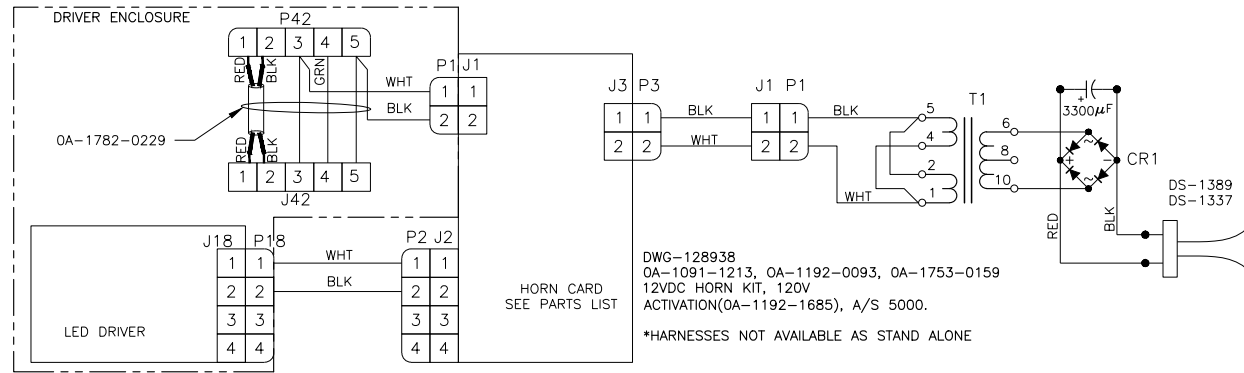 DRIVER ENCLOSURE
P42
1 2 3 4 5
RED BLK GRN
WHT
BLK
P1 J1
1 1
2 2
0A-1782-0229
RED BLK
1 2 3 4 5
J42
J18 P18
1 1
2 2
3 3
4 4
WHT
BLK
P2 J2
1 1
2 2
3 3
4 4
LED DRIVER
HORN CARD
SEE PARTS LIST
J3 P3
1 1
2 2
BLK
WHT
J1 P1
1 1
2 2
BLK
WHT
T1
5
4
2
1
6
8
10
+
3300µF
~
+ −
~
CR1
RED
BLK
DS-1389
DS-1337
DWG-128938
0A-1091-1213, 0A-1192-0093, 0A-1753-0159
12VDC HORN KIT, 120V
ACTIVATION(0A-1192-1685), A/S 5000.
*HARNESSES NOT AVAILABLE AS STAND ALONE